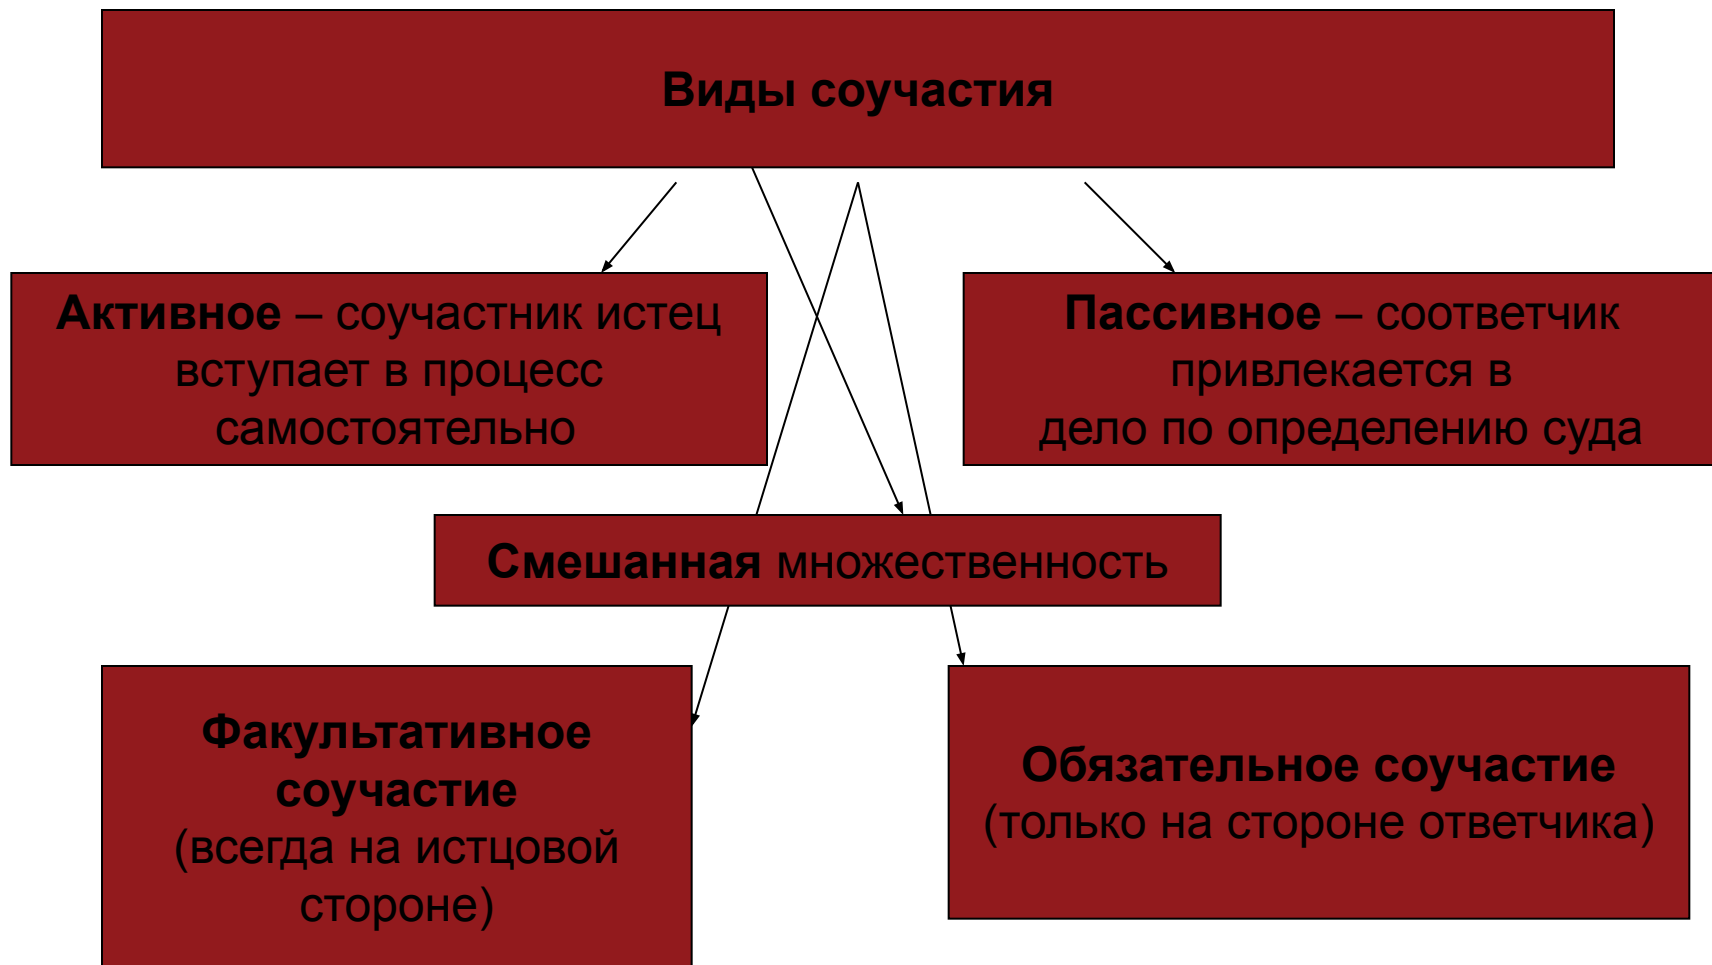 Виды соучастия
Активное – соучастник истец
вступает в процесс
самостоятельно
Пассивное – соответчик
привлекается в
дело по определению суда
Смешанная множественность
Факультативное
соучастие
(всегда на истцовой
стороне)
Обязательное соучастие
(только на стороне ответчика)